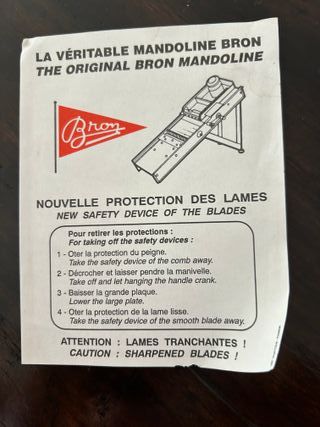 LA VÉRITABLE MANDOLINE BRON
THE ORIGINAL BRON MANDOLINE
Bron
NOUVELLE PROTECTION DES LAMES
NEW SAFETY DEVICE OF THE BLADES
Pour retirer les protections :
For taking off the safety devices :
1 - Oter la protection du peigne.
Take the safety device of the comb away.
2 - Décrocher et laisser pendre la manivelle.
Take off and let hanging the handle crank.
3 - Baisser la grande plaque.
Lower the large plate.
4 - Oter la protection de la lame lisse.
Take the safety device of the smooth blade away.
ATTENTION : LAMES TRANCHANTES !
CAUTION : SHARPENED BLADES !